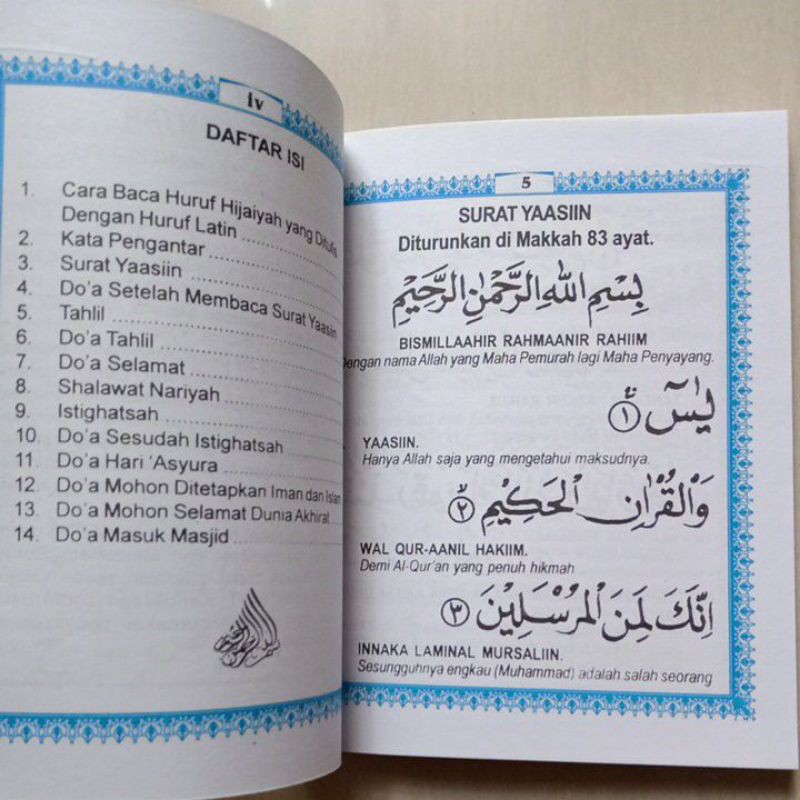 Iv
DAFTAR ISI
1. Cara Baca Huruf Hijaiyah yang Ditulis
Dengan Huruf Latin
2. Kata Pengantar
3. Surat Yaasiin
4. Do'a Setelah Membaca Surat Yaasiin
5. Tahlil
6. Do'a Tahlil
7. Do'a Selamat
8. Shalawat Nariyah
9. Istighatsah
10. Do'a Sesudah Istighatsah
11. Do'a Hari 'Asyura
12. Do'a Mohon Ditetapkan Iman dan Islam
13. Do'a Mohon Selamat Dunia Akhirat
14. Do'a Masuk Masjid
5
SURAT YAASIIN
Diturunkan di Makkah 83 ayat.
بِسْمِ اللهِ الرَّحْمٰنِ الرَّحِيْمِ
BISMILLAAHIR RAHMAANIR RAHIIM
Dengan nama Allah yang Maha Pemurah lagi Maha Penyayang.
يٰسٓ ١
YAASIIN.
Hanya Allah saja yang mengetahui maksudnya.
وَالْقُرْاٰنِ الْحَكِيْمِ ٢
WAL QUR-AANIL HAKIIM.
Demi Al-Qur'an yang penuh hikmah
اِنَّكَ لَمِنَ الْمُرْسَلِيْنَ ٣
INNAKA LAMINAL MURSALIIN.
Sesungguhnya engkau (Muhammad) adalah salah seorang